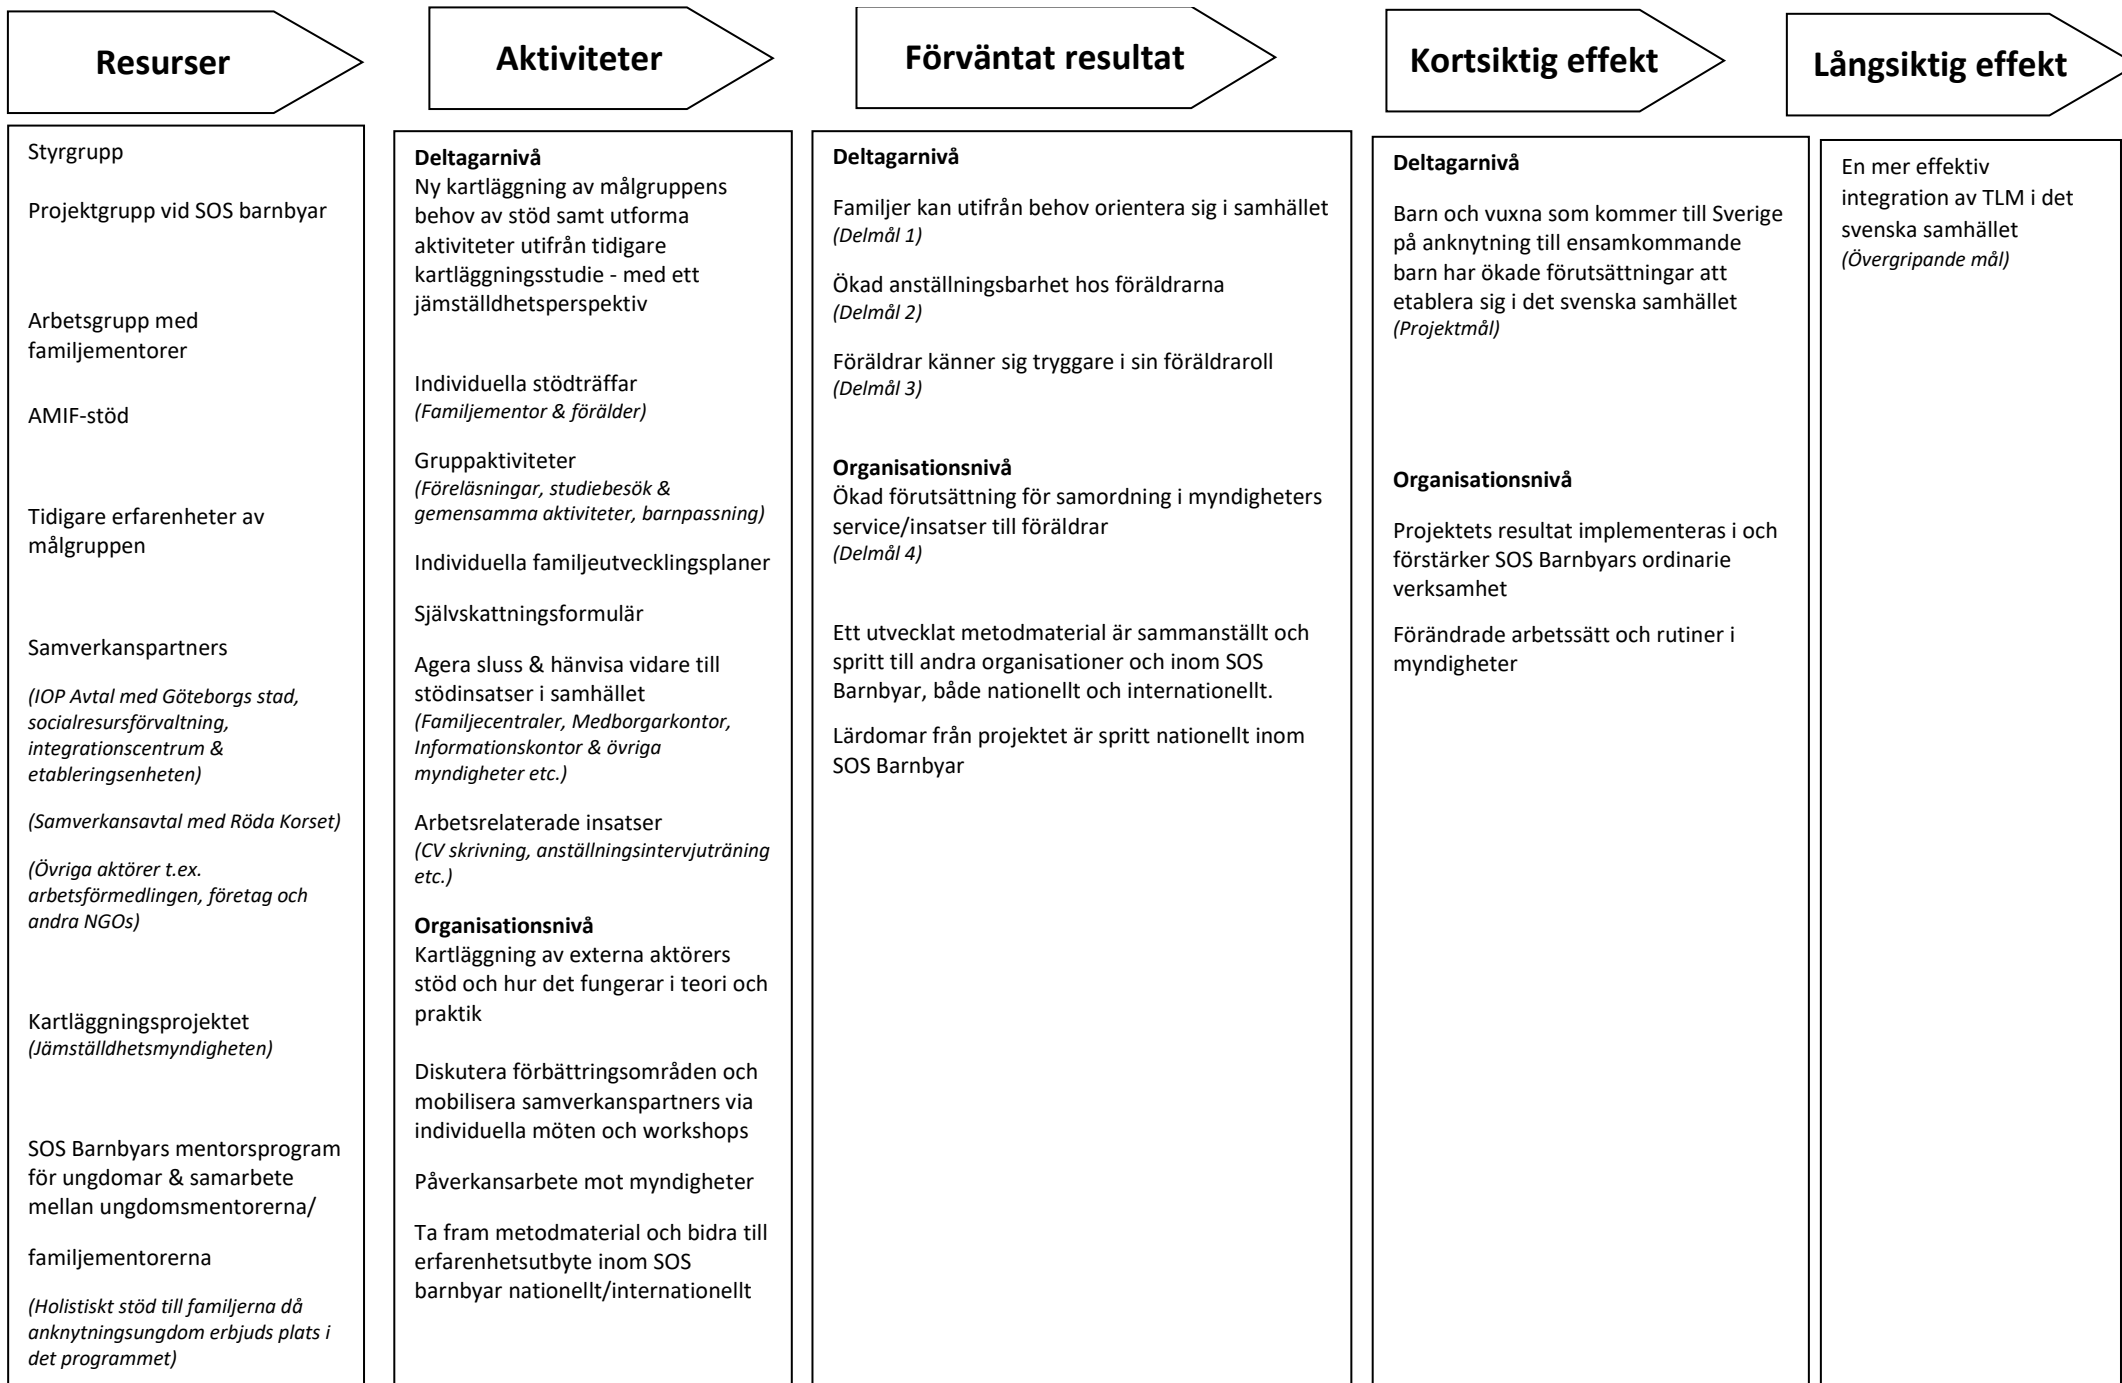 Resurser
Styrgrupp
Projektgrupp vid SOS barnbyar
Arbetsgrupp med
familjementorer
AMIF-stöd
Tidigare erfarenheter av
målgruppen
Samverkanspartners
(IOP Avtal med Göteborgs stad,
socialresursförvaltning,
integrationscentrum &
etableringsenheten)
(Samverkansavtal med Röda Korset)
(Övriga aktörer t.ex.
arbetsförmedlingen, företag och
andra NGOs)
Kartläggningsprojektet
(Jämställdhetsmyndigheten)
SOS Barnbyars mentorsprogram
för ungdomar & samarbete
mellan ungdomsmentorerna/
familjementorerna
(Holistiskt stöd till familjerna då
anknytningsungdom erbjuds plats i
det programmet)
Aktiviteter
Deltagarnivå
Ny kartläggning av målgruppens
behov av stöd samt utforma
aktiviteter utifrån tidigare
kartläggningsstudie - med ett
jämställdhetsperspektiv
Individuella stödträffar
(Familjementor & förälder)
Gruppaktiviteter
(Föreläsningar, studiebesök &
gemensamma aktiviteter, barnpassning)
Individuella familjeutvecklingsplaner
Självskattningsformulär
Agera sluss & hänvisa vidare till
stödinsatser i samhället
(Familjecentraler, Medborgarkontor,
Informationskontor & övriga
myndigheter etc.)
Arbetsrelaterade insatser
(CV skrivning, anställningsintervjuträning
etc.)
Organisationsnivå
Kartläggning av externa aktörers
stöd och hur det fungerar i teori och
praktik
Diskutera förbättringsområden och
mobilisera samverkanspartners via
individuella möten och workshops
Påverkansarbete mot myndigheter
Ta fram metodmaterial och bidra till
erfarenhetsutbyte inom SOS
barnbyar nationellt/internationellt
Förväntat resultat
Deltagarnivå
Familjer kan utifrån behov orientera sig i samhället
(Delmål 1)
Ökad anställningsbarhet hos föräldrarna
(Delmål 2)
Föräldrar känner sig tryggare i sin föräldraroll
(Delmål 3)
Organisationsnivå
Ökad förutsättning för samordning i myndigheters
service/insatser till föräldrar
(Delmål 4)
Ett utvecklat metodmaterial är sammanställt och
spritt till andra organisationer och inom SOS
Barnbyar, både nationellt och internationellt.
Lärdomar från projektet är spritt nationellt inom
SOS Barnbyar
Kortsiktig effekt
Deltagarnivå
Barn och vuxna som kommer till Sverige
på anknytning till ensamkommande
barn har ökade förutsättningar att
etablera sig i det svenska samhället
(Projektmål)
Organisationsnivå
Projektets resultat implementeras i och
förstärker SOS Barnbyars ordinarie
verksamhet
Förändrade arbetssätt och rutiner i
myndigheter
Långsiktig effekt
En mer effektiv
integration av TLM i det
svenska samhället
(Övergripande mål)